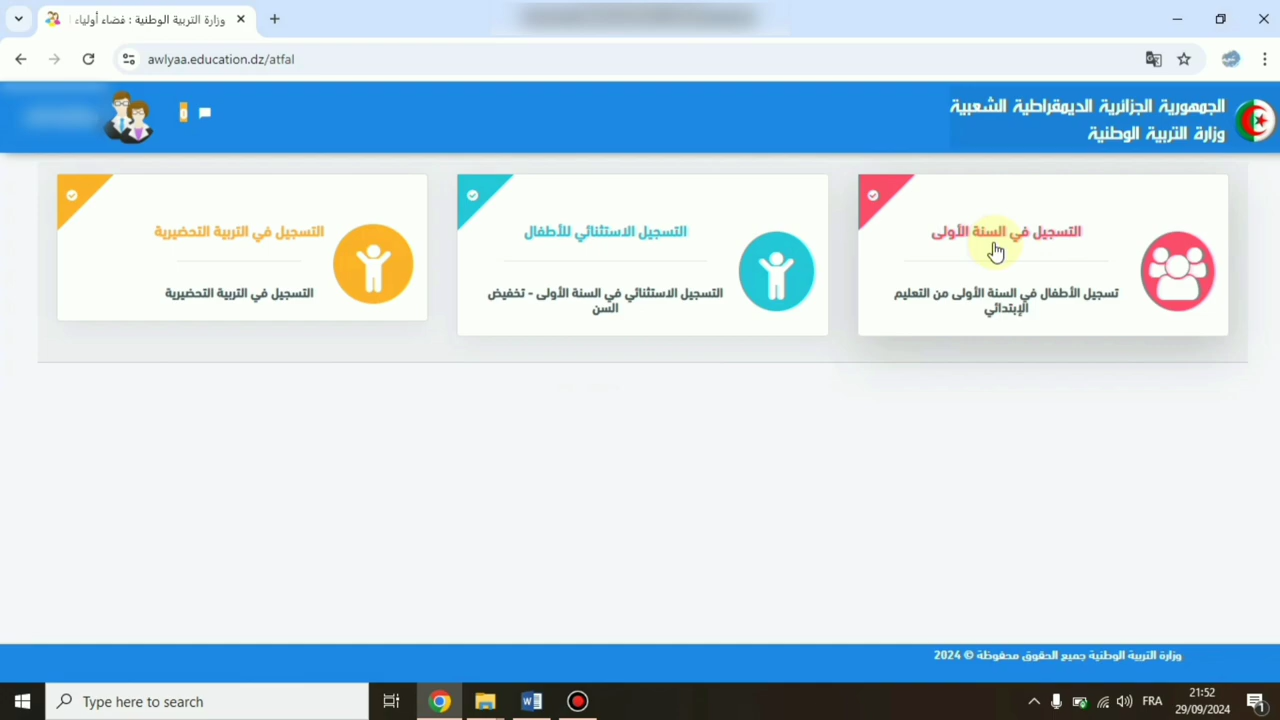 وزارة التربية الوطنية : فضاء أولياء
awlyaa.education.dz/atfal
الجمهورية الجزائرية الديمقراطية الشعبية
وزارة التربية الوطنية
0
التسجيل في السنة الأولى
تسجيل الأطفال في السنة الأولى من التعليم
الإبتدائي
التسجيل الاستثنائي للأطفال
التسجيل الاستثنائي في السنة الأولى - تخفيض
السن
التسجيل في التربية التحضيرية
التسجيل في التربية التحضيرية
وزارة التربية الوطنية جميع الحقوق محفوظة © 2024
Type here to search
FRA
21:52
29/09/2024
1